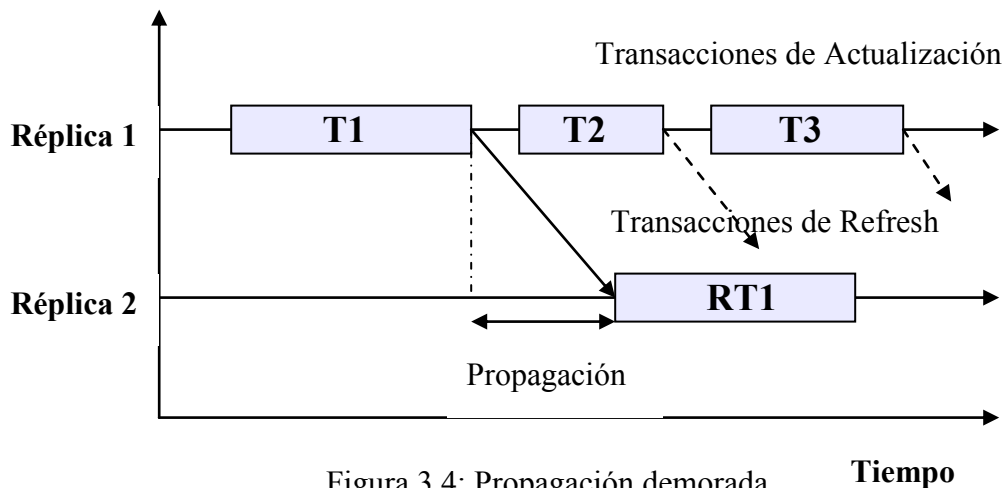 Transacciones de Actualización
Réplica 1
T1
T2
T3
Transacciones de Refresh
Réplica 2
RT1
Propagación
Tiempo
Figura 3.4: Propagación demorada